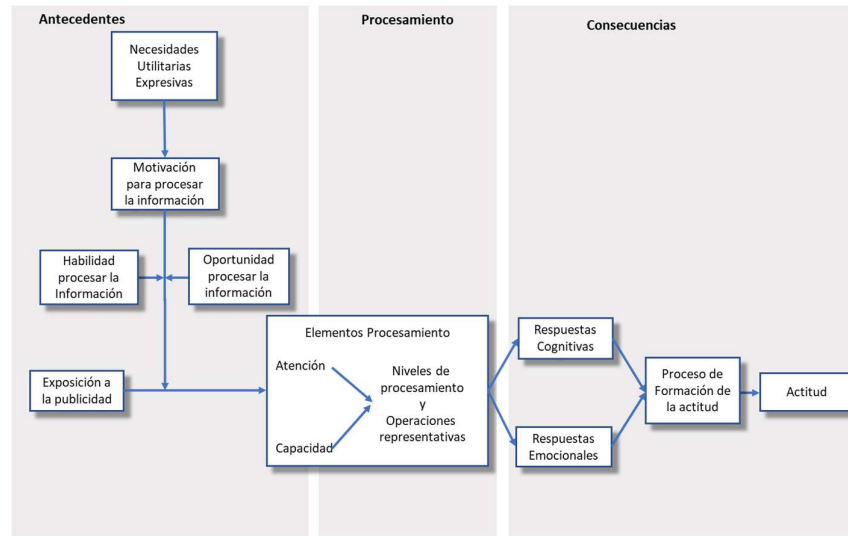 Antecedentes
Procesamiento
Consecuencias
Necesidades
Utilitarias
Expresivas
Motivación
para procesar
la información
Habilidad
procesar la
Información
Oportunidad
procesar la
información
Exposición a
la publicidad
Elementos Procesamiento
Atención
Capacidad
Niveles de
procesamiento
y
Operaciones
representativas
Respuestas
Cognitivas
Respuestas
Emocionales
Proceso de
Formación de
la actitud
Actitud